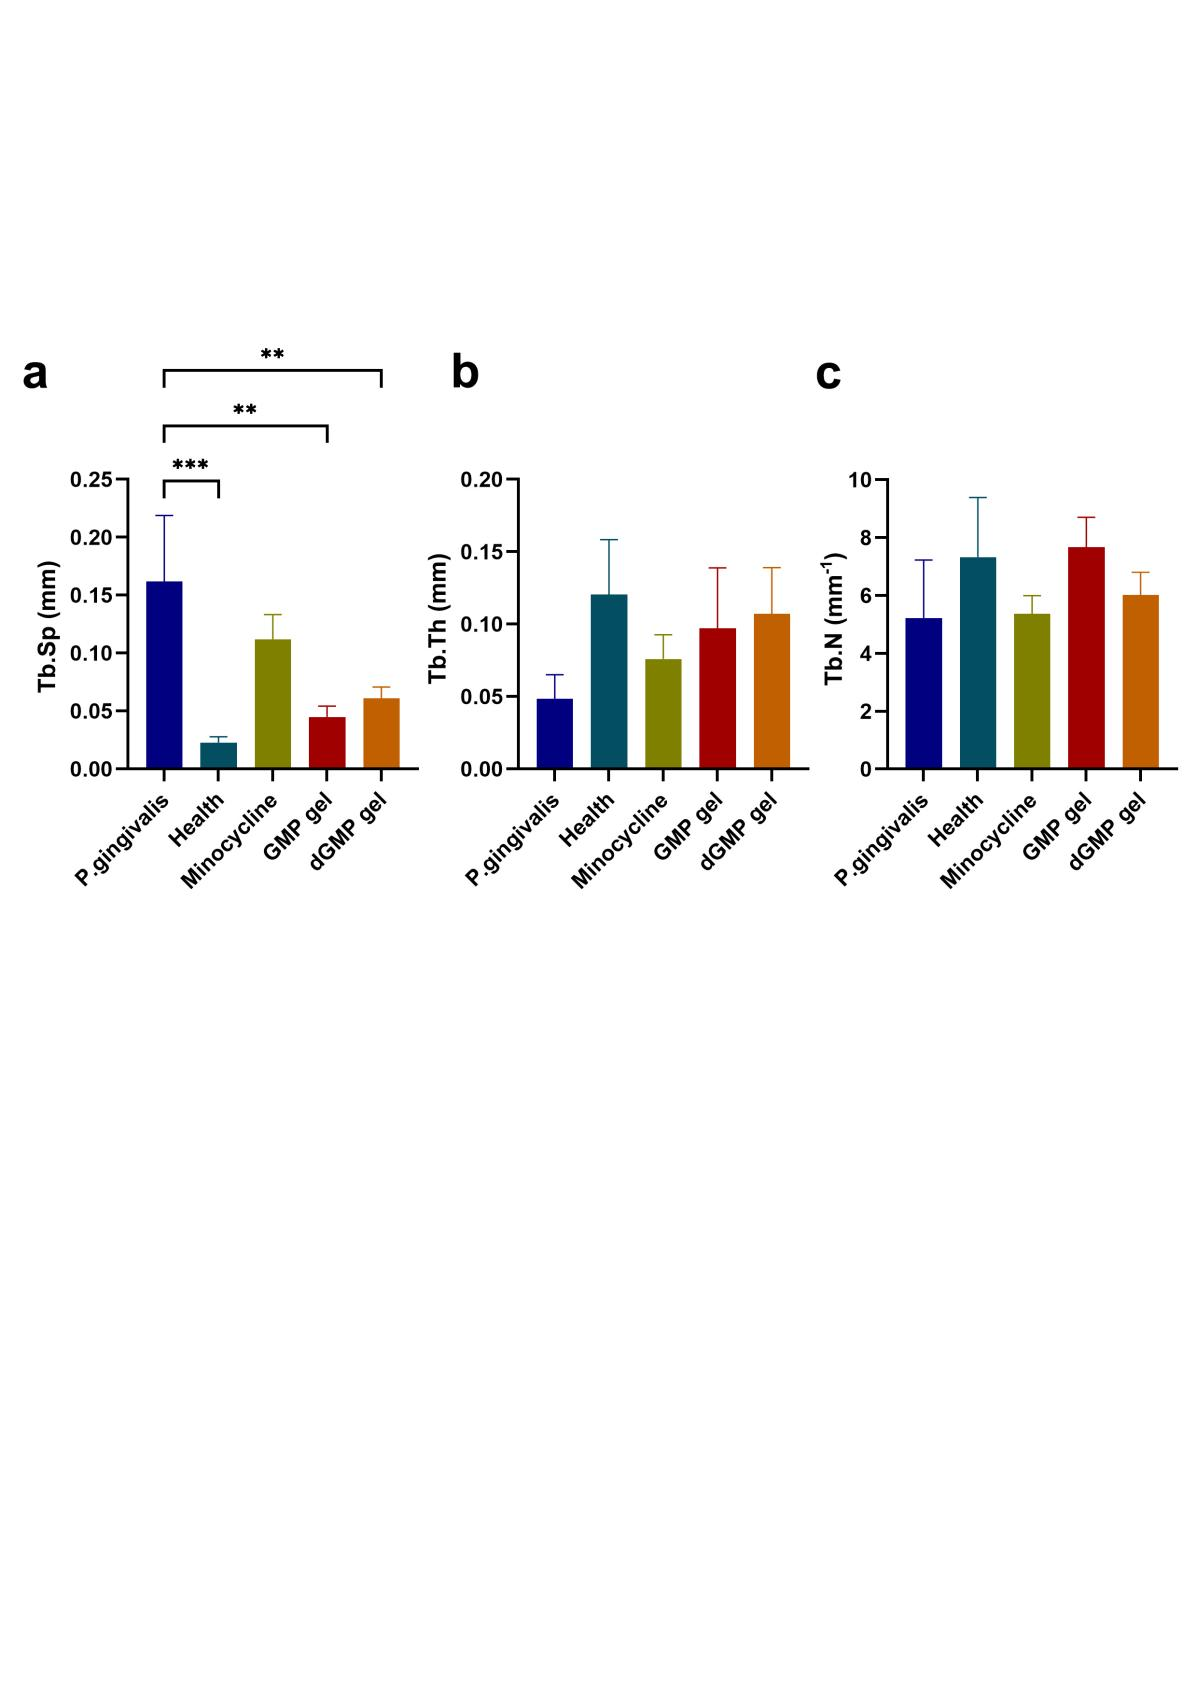 a
**
**
***
0.25
0.20
0.15
0.10
0.05
0.00
Tb.Sp (mm)
P.gingivalis
Health
Minocycline
GMP gel
dGMP gel
b
0.20
0.15
0.10
0.05
0.00
Tb.Th (mm)
P.gingivalis
Health
Minocycline
GMP gel
dGMP gel
c
10
8
6
4
2
0
Tb.N (mm⁻¹)
P.gingivalis
Health
Minocycline
GMP gel
dGMP gel